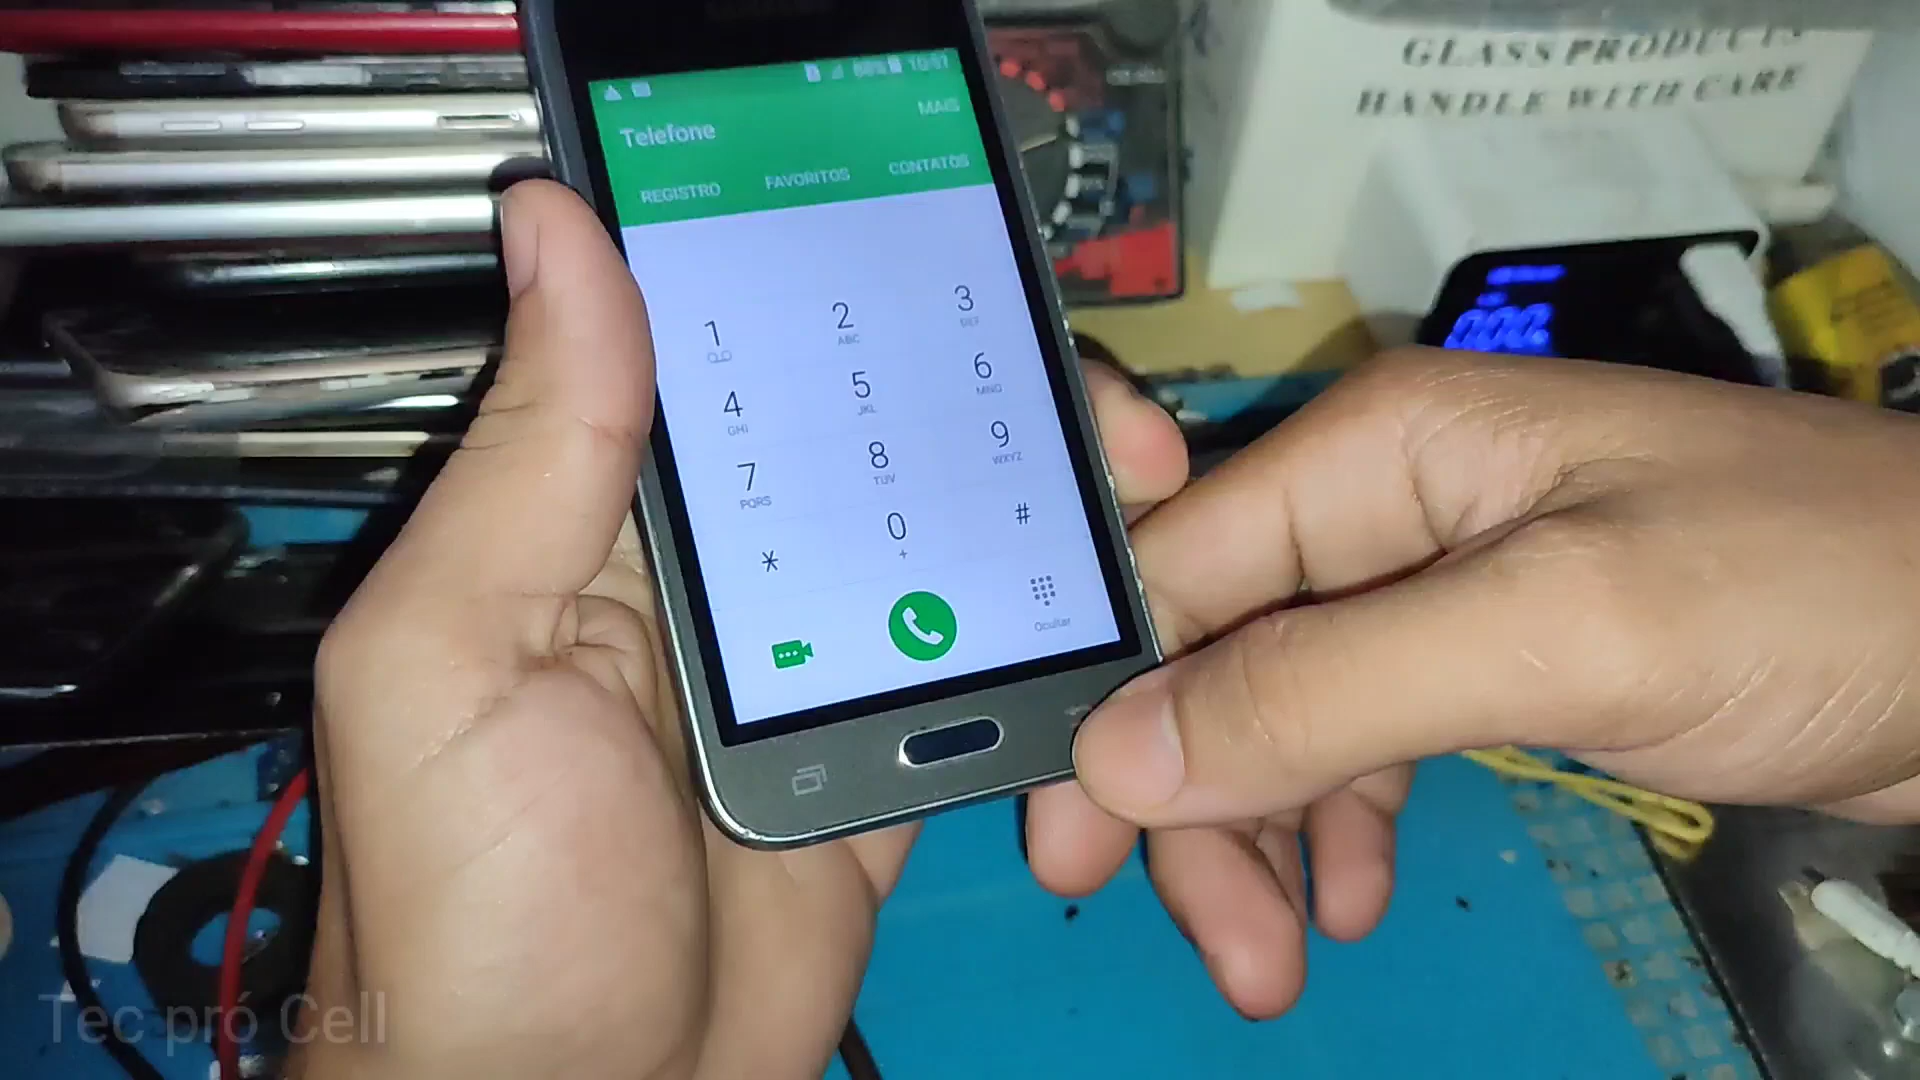 GLASS PRODUCTS
HANDLE WITH CARE
MAIS
Telefone
REGISTRO FAVORITOS CONTATOS
1 2 3
ABC DEF
4 5 6
GHI JKL MNO
7 8 9
PQRS TUV WXYZ
* 0 #
+
Ocultar
Tec pró Cell